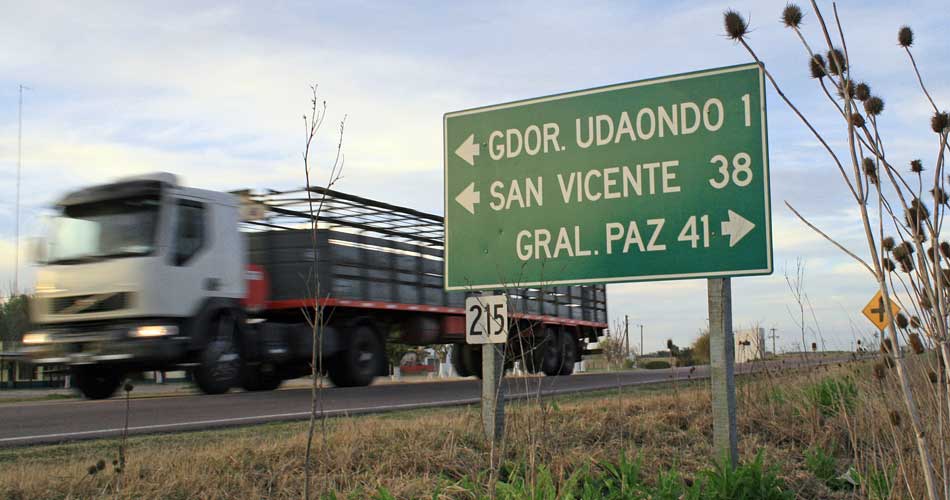 GDOR. UDAONDO 1
SAN VICENTE 38
GRAL. PAZ 41
215